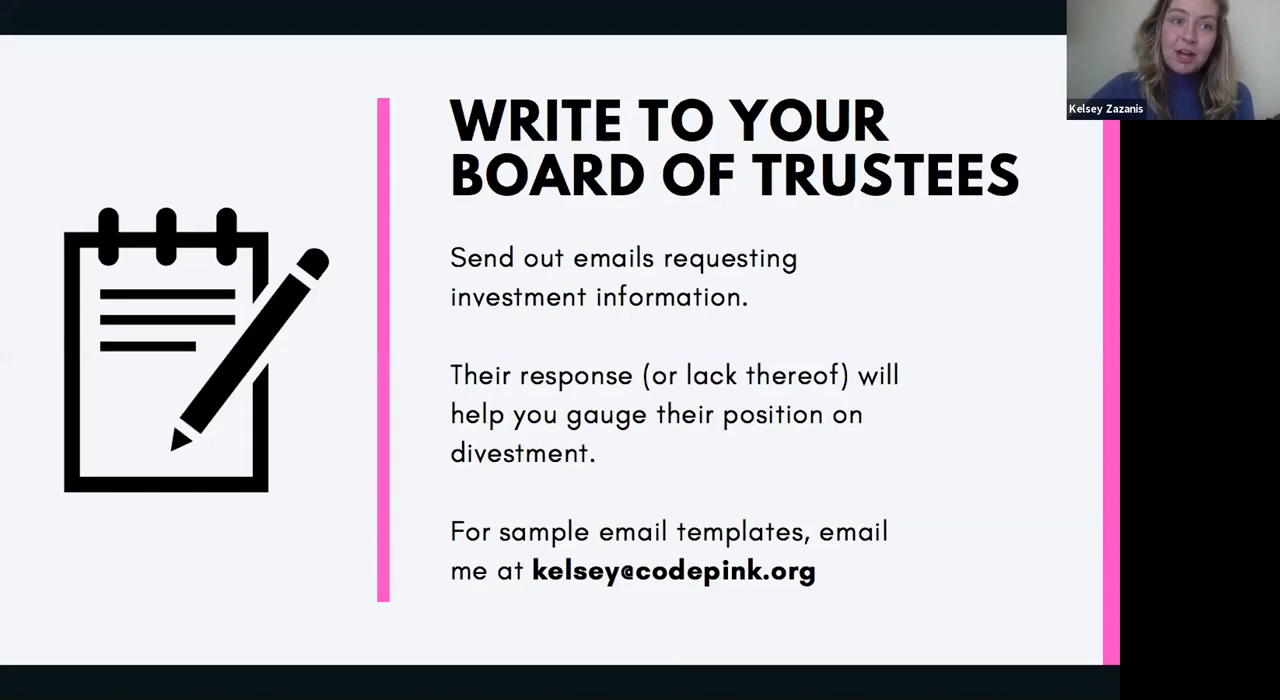 WRITE TO YOUR
BOARD OF TRUSTEES
Send out emails requesting
investment information.
Their response (or lack thereof) will
help you gauge their position on
divestment.
For sample email templates, email
me at kelsey@codepink.org
Kelsey Zazanis